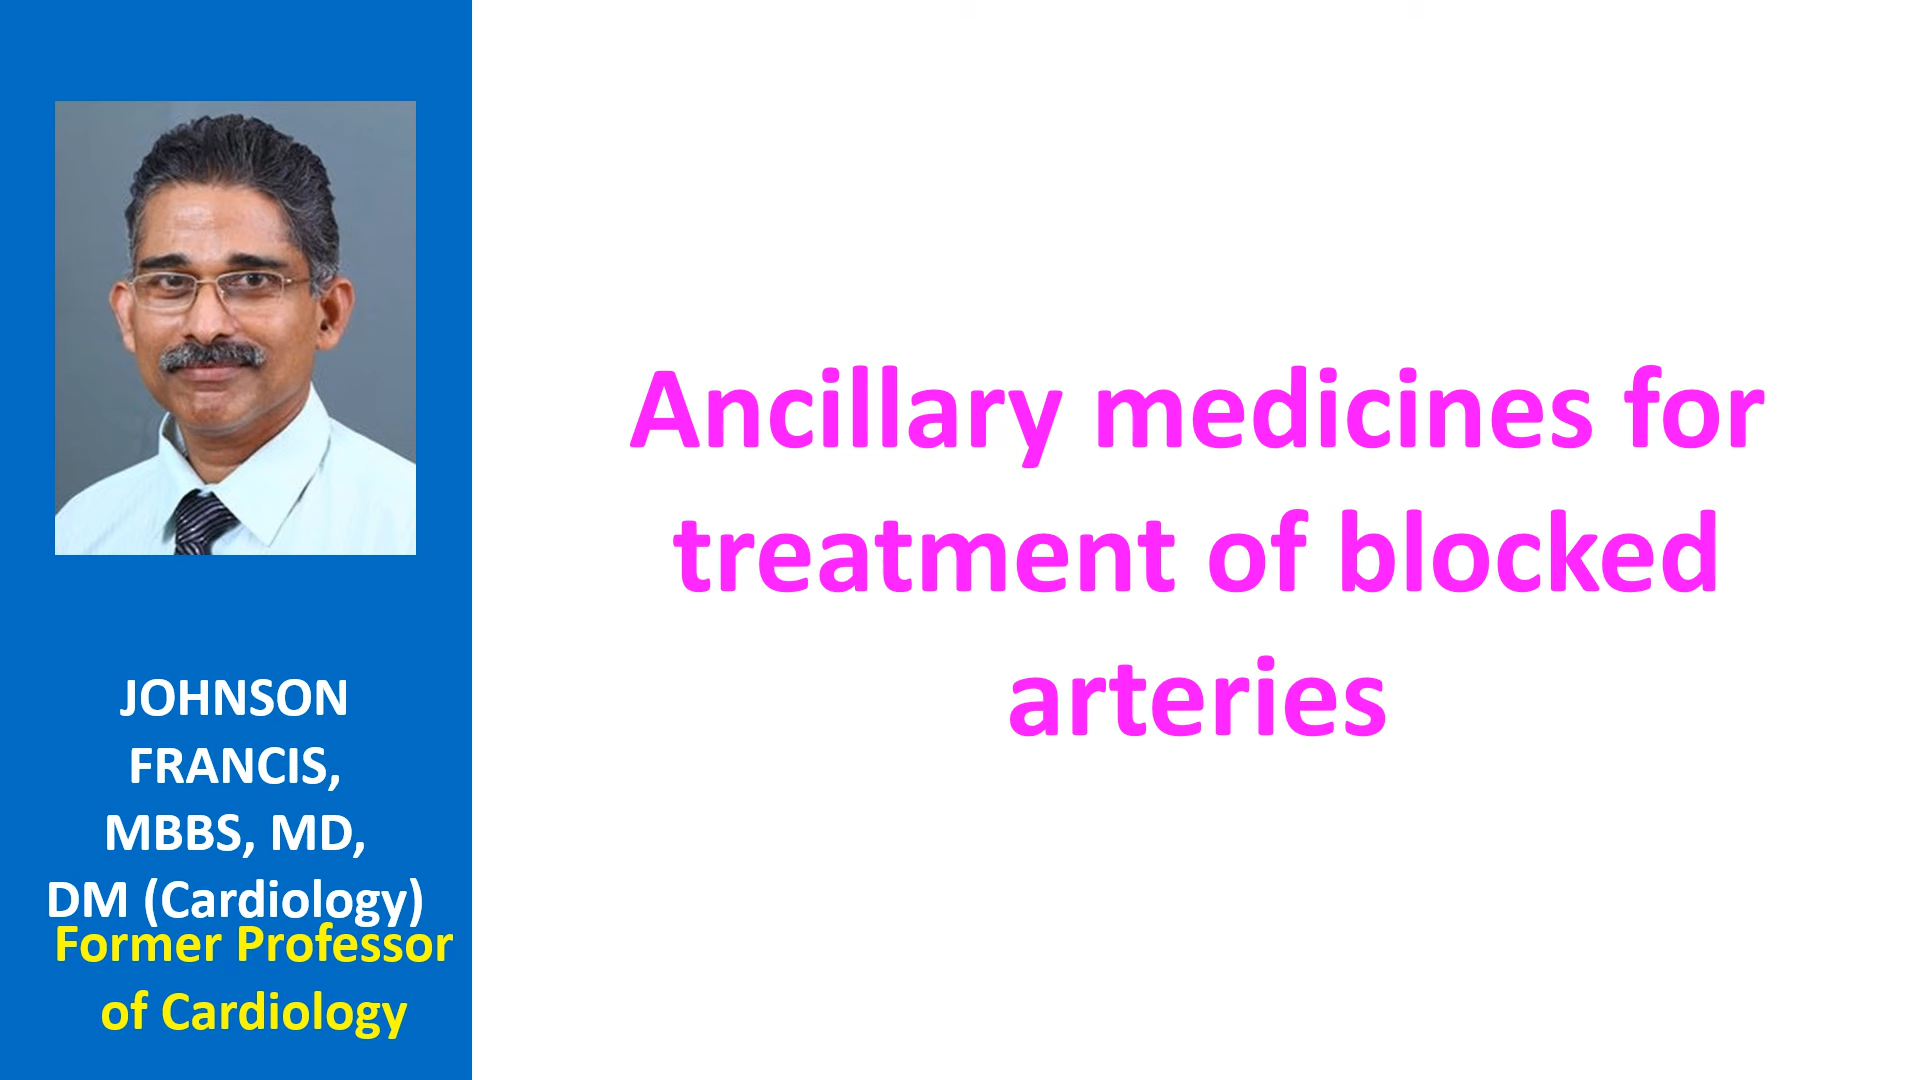 JOHNSON
FRANCIS,
MBBS, MD,
DM (Cardiology)
Former Professor
of Cardiology
Ancillary medicines for
treatment of blocked
arteries